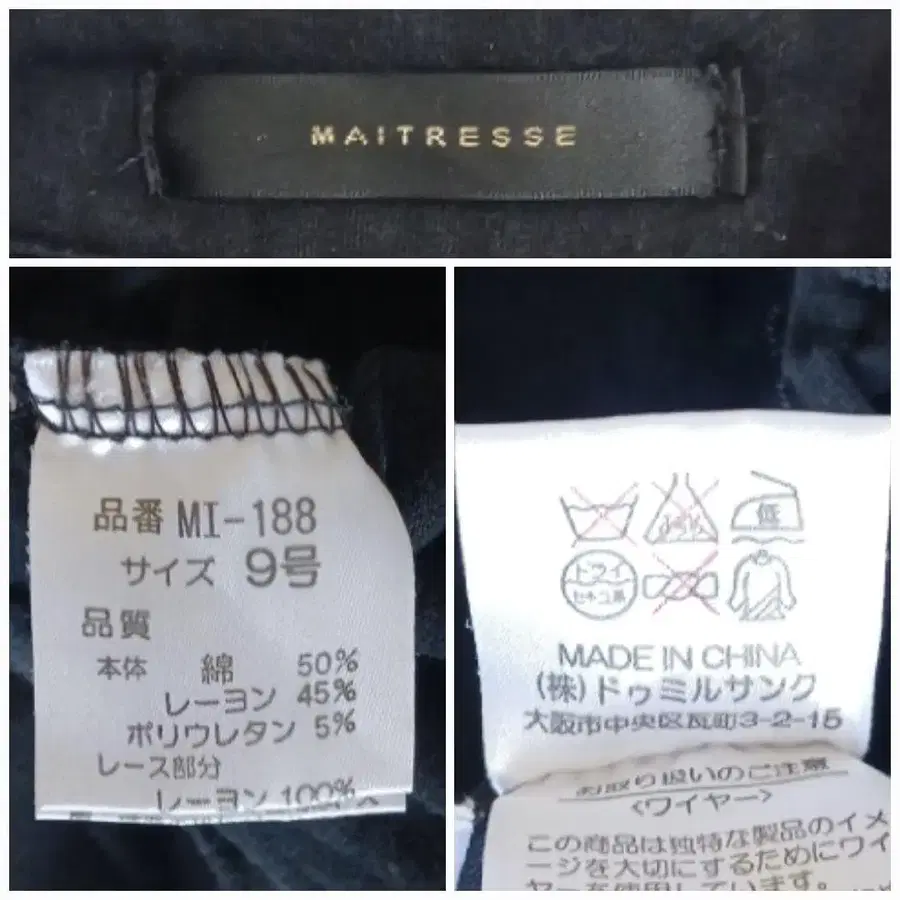 MAITRESSE
品番 MI-188
サイズ 9号
品質
本体 綿 50%
レーヨン 45%
ポリウレタン 5%
レース部分
レーヨン 100%
低
ドライ
セキユ系
MADE IN CHINA
(株)ドゥミルサンク
大阪市中央区瓦町3-2-15
お取り扱いのご注意
<ワイヤー>
この商品は独特な製品のイメ
ージを大切にするためにワイ
ヤーを使用しています。